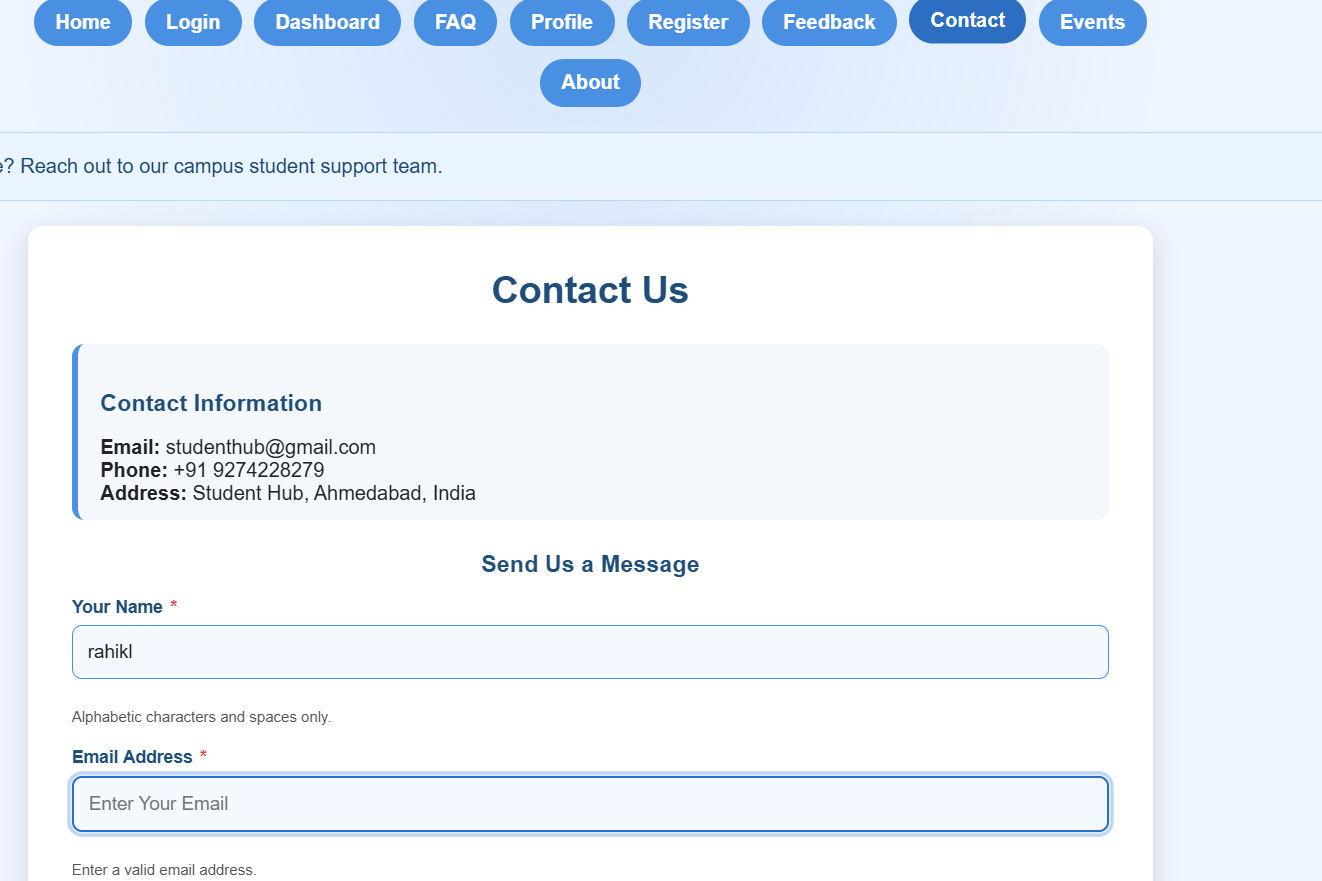 Home Login Dashboard FAQ Profile Register Feedback Contact Events
About
? Reach out to our campus student support team.
Contact Us
Contact Information
Email: studenthub@gmail.com
Phone: +91 9274228279
Address: Student Hub, Ahmedabad, India
Send Us a Message
Your Name *
rahikl
Alphabetic characters and spaces only.
Email Address *
Enter Your Email
Enter a valid email address.